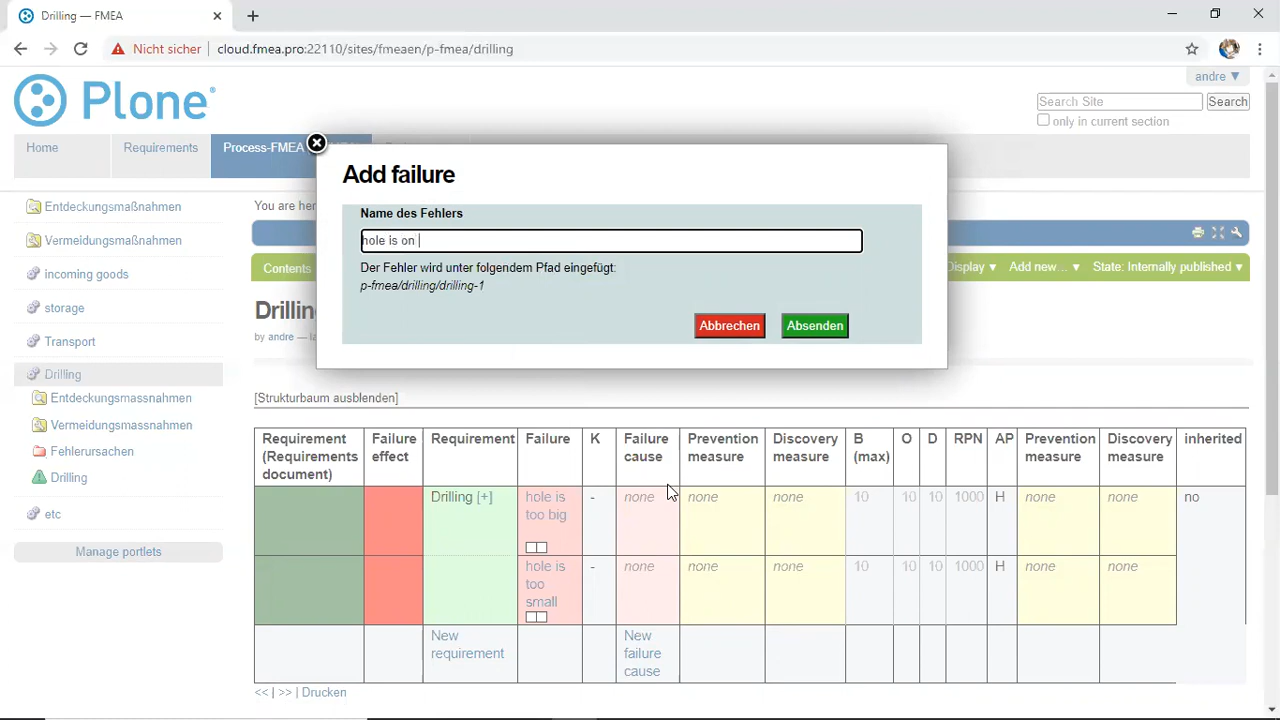 Drilling — FMEA
Nicht sicher
cloud.fmea.pro:22110/sites/fmeaen/p-fmea/drilling
andre ▼
Plone®
Search Site
Search
only in current section
Home
Requirements
Process-FMEA
Add failure
Name des Fehlers
hole is on
Der Fehler wird unter folgendem Pfad eingefügt:
p-fmea/drilling/drilling-1
Abbrechen
Absenden
Entdeckungsmaßnahmen
Vermeidungsmaßnahmen
incoming goods
storage
Transport
Drilling
Entdeckungsmassnahmen
Vermeidungsmassnahmen
Fehlerursachen
Drilling
etc
Manage portlets
You are her
Contents
Display ▼
Add new... ▼
State: Internally published ▼
Drillin
by andre —
[Strukturbaum ausblenden]
Requirement (Requirements document)
Failure effect
Requirement
Failure
K
Failure cause
Prevention measure
Discovery measure
B (max)
O
D
RPN
AP
Prevention measure
Discovery measure
inherited
Drilling [+]
hole is too big
-
none
none
none
10
10
10
1000
H
none
none
no
hole is too small
-
none
none
none
10
10
10
1000
H
none
none
New requirement
New failure cause
<< | >> | Drucken